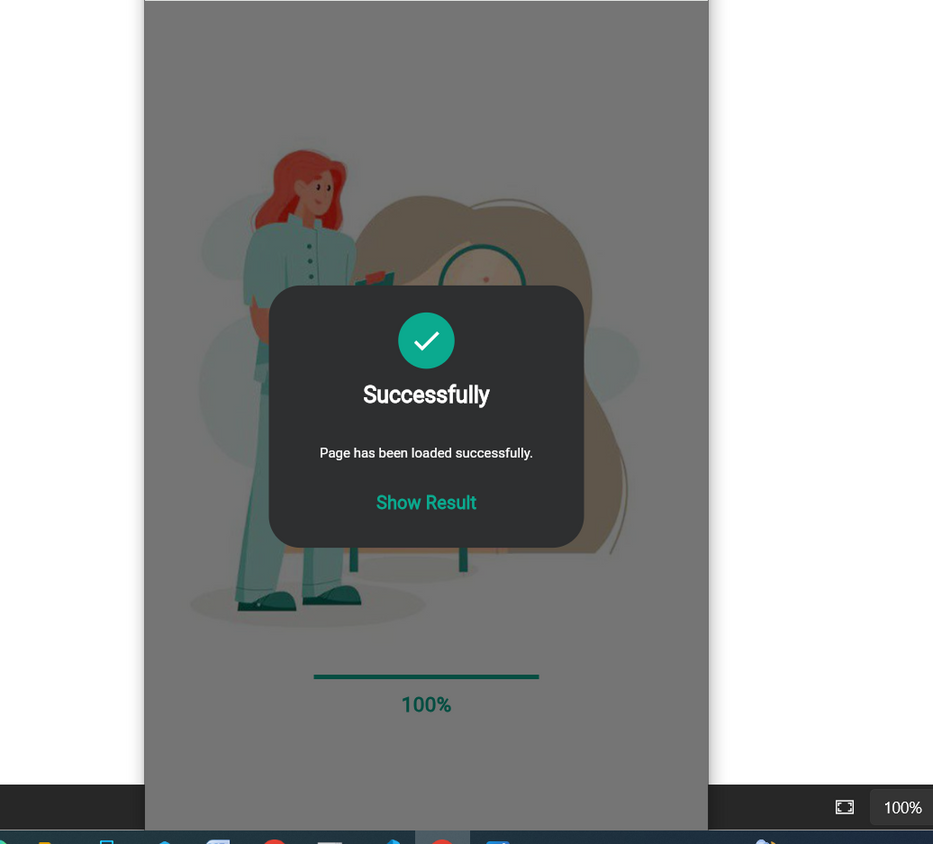 Successfully
Page has been loaded successfully.
Show Result
100%
100%